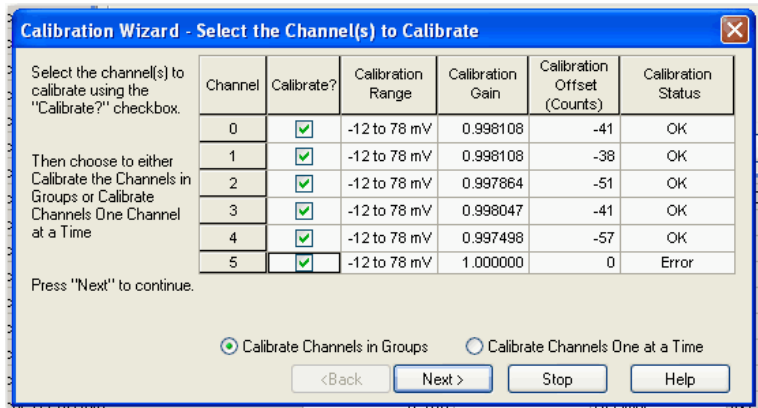 Calibration Wizard - Select the Channel(s) to Calibrate
Select the channel(s) to
calibrate using the
"Calibrate?" checkbox.
Then choose to either
Calibrate the Channels in
Groups or Calibrate
Channels One Channel
at a Time
Press "Next" to continue.
Channel Calibrate? Calibration Range Calibration Gain Calibration Offset (Counts) Calibration Status
0 -12 to 78 mV 0.998108 -41 OK
1 -12 to 78 mV 0.998108 -38 OK
2 -12 to 78 mV 0.997864 -51 OK
3 -12 to 78 mV 0.998047 -41 OK
4 -12 to 78 mV 0.997498 -57 OK
5 -12 to 78 mV 1.000000 0 Error
Calibrate Channels in Groups Calibrate Channels One at a Time
<Back Next > Stop Help